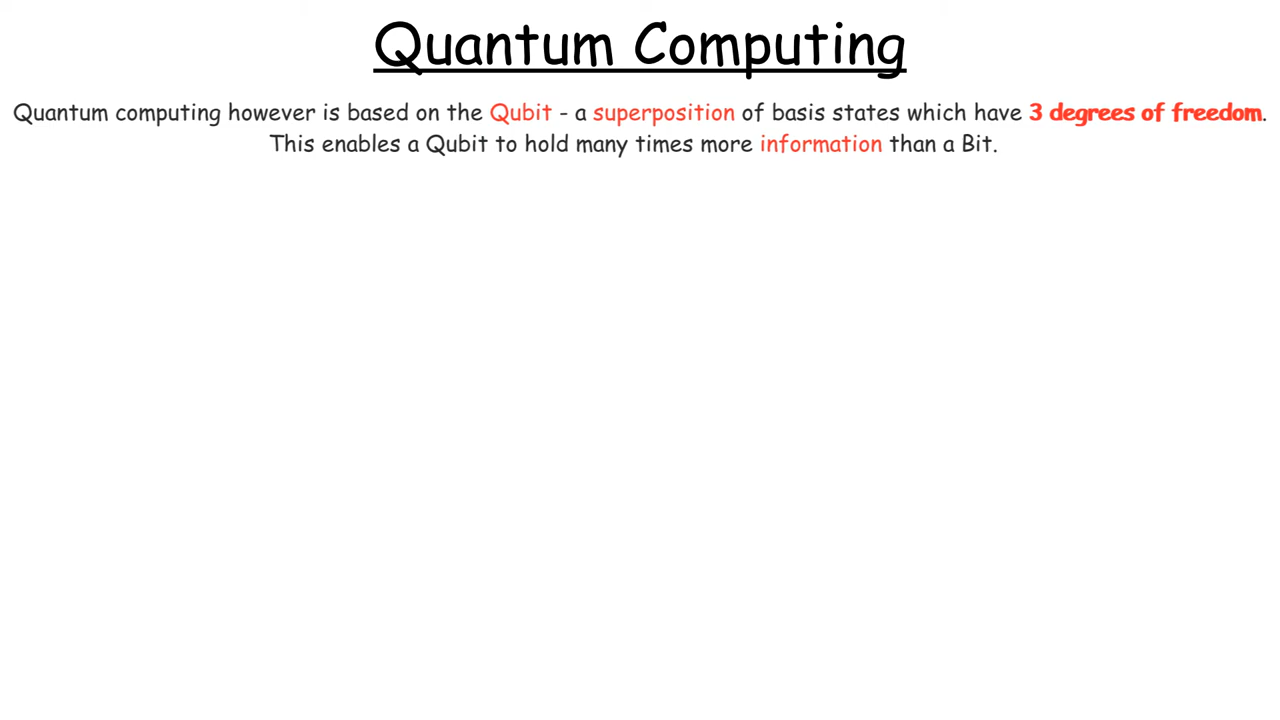 Quantum Computing
Quantum computing however is based on the Qubit - a superposition of basis states which have 3 degrees of freedom.
This enables a Qubit to hold many times more information than a Bit.